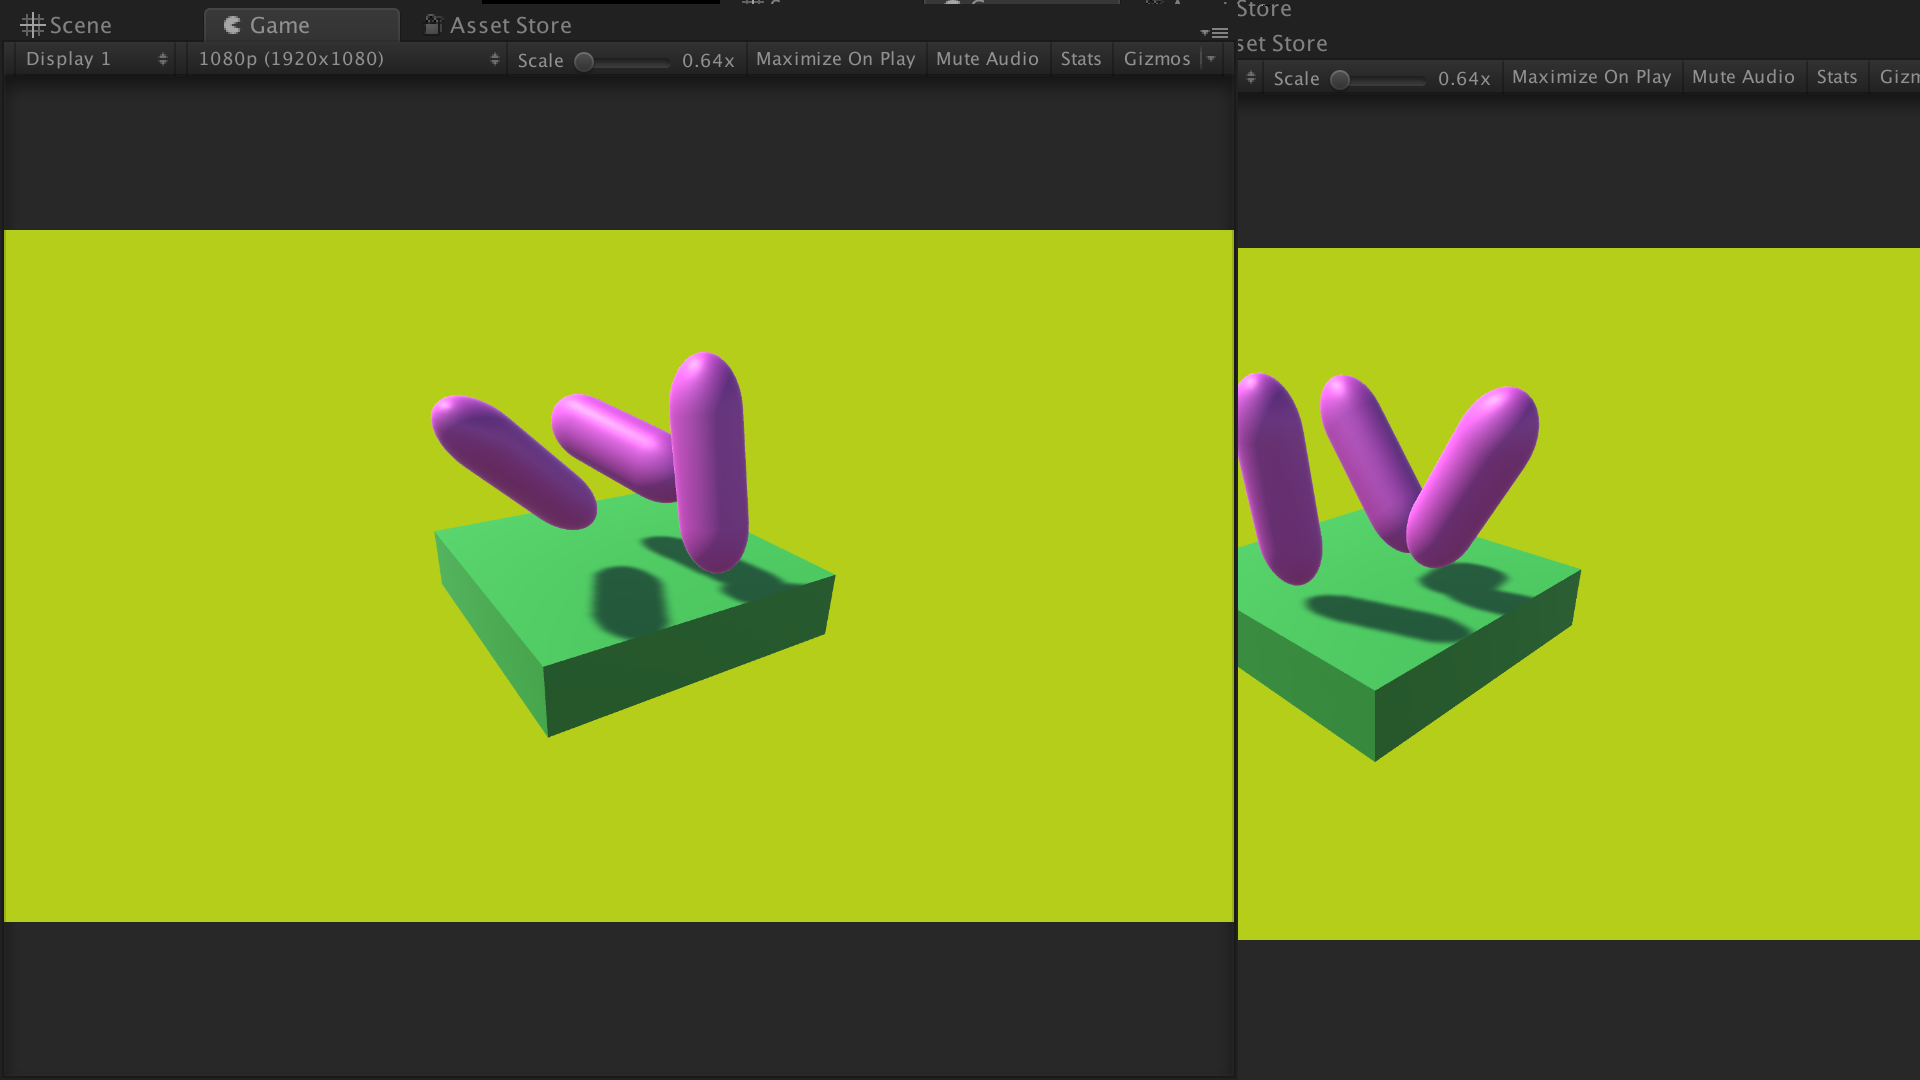 Scene Game Asset Store
Display 1 1080p (1920x1080) Scale 0.64x Maximize On Play Mute Audio Stats Gizmos
Store
set Store
Scale 0.64x Maximize On Play Mute Audio Stats